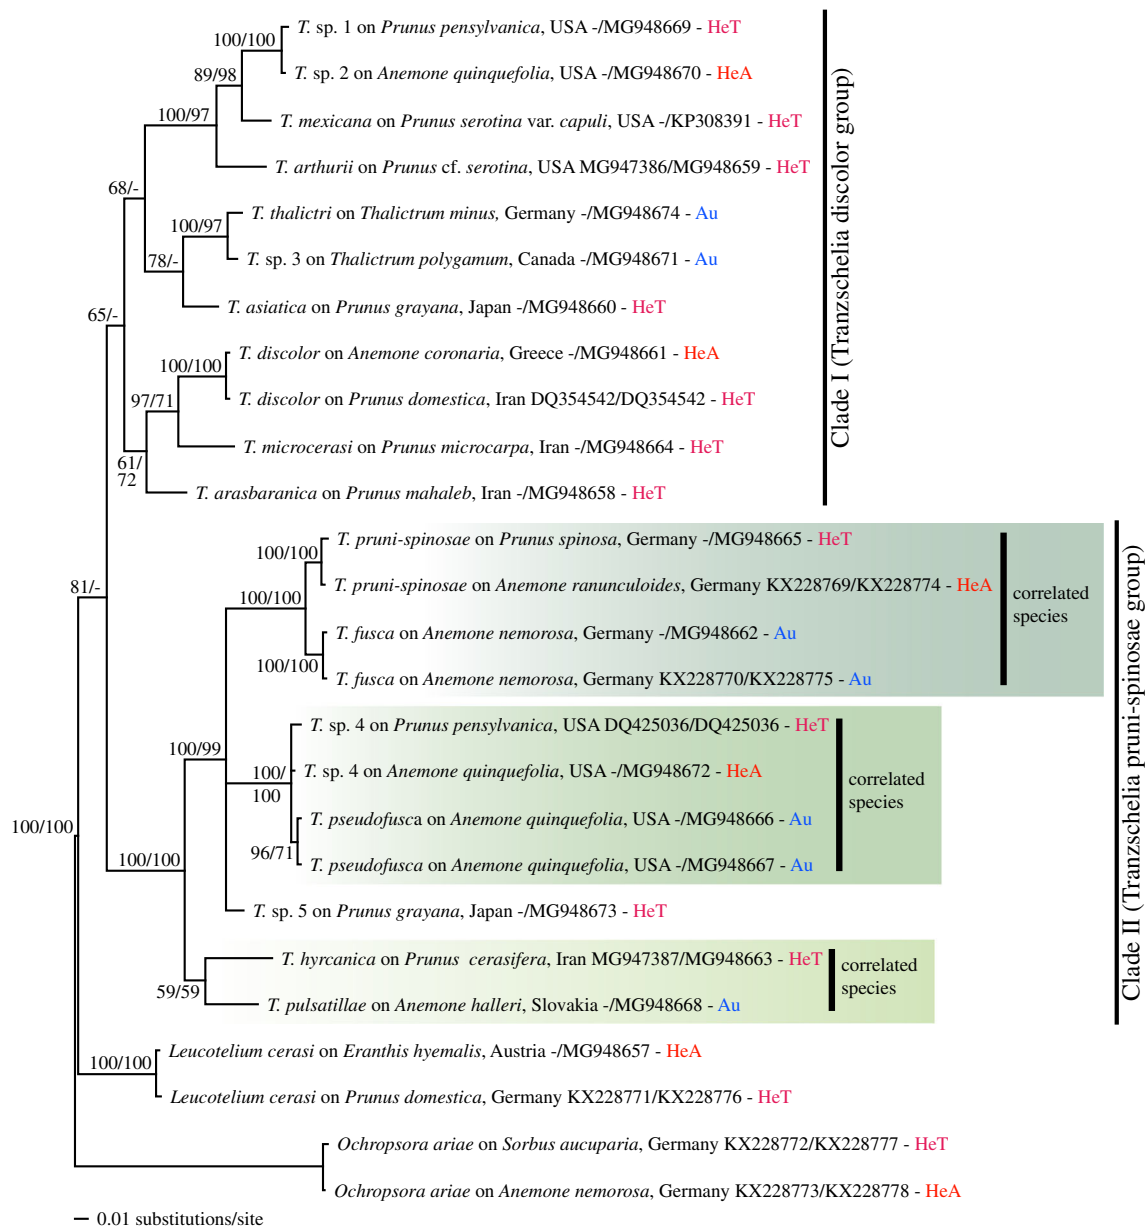 100/100
T. sp. 1 on Prunus pensylvanica, USA -/MG948669 - HeT
89/98
T. sp. 2 on Anemone quinquefolia, USA -/MG948670 - HeA
100/97
T. mexicana on Prunus serotina var. capuli, USA -/KP308391 - HeT
T. arthurii on Prunus cf. serotina, USA MG947386/MG948659 - HeT
68/-
T. thalictri on Thalictrum minus, Germany -/MG948674 - Au
100/97
T. sp. 3 on Thalictrum polygamum, Canada -/MG948671 - Au
78/-
T. asiatica on Prunus grayana, Japan -/MG948660 - HeT
65/-
T. discolor on Anemone coronaria, Greece -/MG948661 - HeA
100/100
T. discolor on Prunus domestica, Iran DQ354542/DQ354542 - HeT
97/71
T. microcerasi on Prunus microcarpa, Iran -/MG948664 - HeT
61/
72
T. arasbaranica on Prunus mahaleb, Iran -/MG948658 - HeT
Clade I (Tranzschelia discolor group)
T. pruni-spinosae on Prunus spinosa, Germany -/MG948665 - HeT
100/100
T. pruni-spinosae on Anemone ranunculoides, Germany KX228769/KX228774 - HeA
81/-
100/100
T. fusca on Anemone nemorosa, Germany -/MG948662 - Au
100/100
T. fusca on Anemone nemorosa, Germany KX228770/KX228775 - Au
correlated
species
T. sp. 4 on Prunus pensylvanica, USA DQ425036/DQ425036 - HeT
100/99
T. sp. 4 on Anemone quinquefolia, USA -/MG948672 - HeA
100/
100
T. pseudofusca on Anemone quinquefolia, USA -/MG948666 - Au
96/71
T. pseudofusca on Anemone quinquefolia, USA -/MG948667 - Au
correlated
species
100/100
100/100
T. sp. 5 on Prunus grayana, Japan -/MG948673 - HeT
T. hyrcanica on Prunus cerasifera, Iran MG947387/MG948663 - HeT
59/59
T. pulsatillae on Anemone halleri, Slovakia -/MG948668 - Au
correlated
species
Clade II (Tranzschelia pruni-spinosae group)
Leucotelium cerasi on Eranthis hyemalis, Austria -/MG948657 - HeA
100/100
Leucotelium cerasi on Prunus domestica, Germany KX228771/KX228776 - HeT
Ochropsora ariae on Sorbus aucuparia, Germany KX228772/KX228777 - HeT
Ochropsora ariae on Anemone nemorosa, Germany KX228773/KX228778 - HeA
0.01 substitutions/site